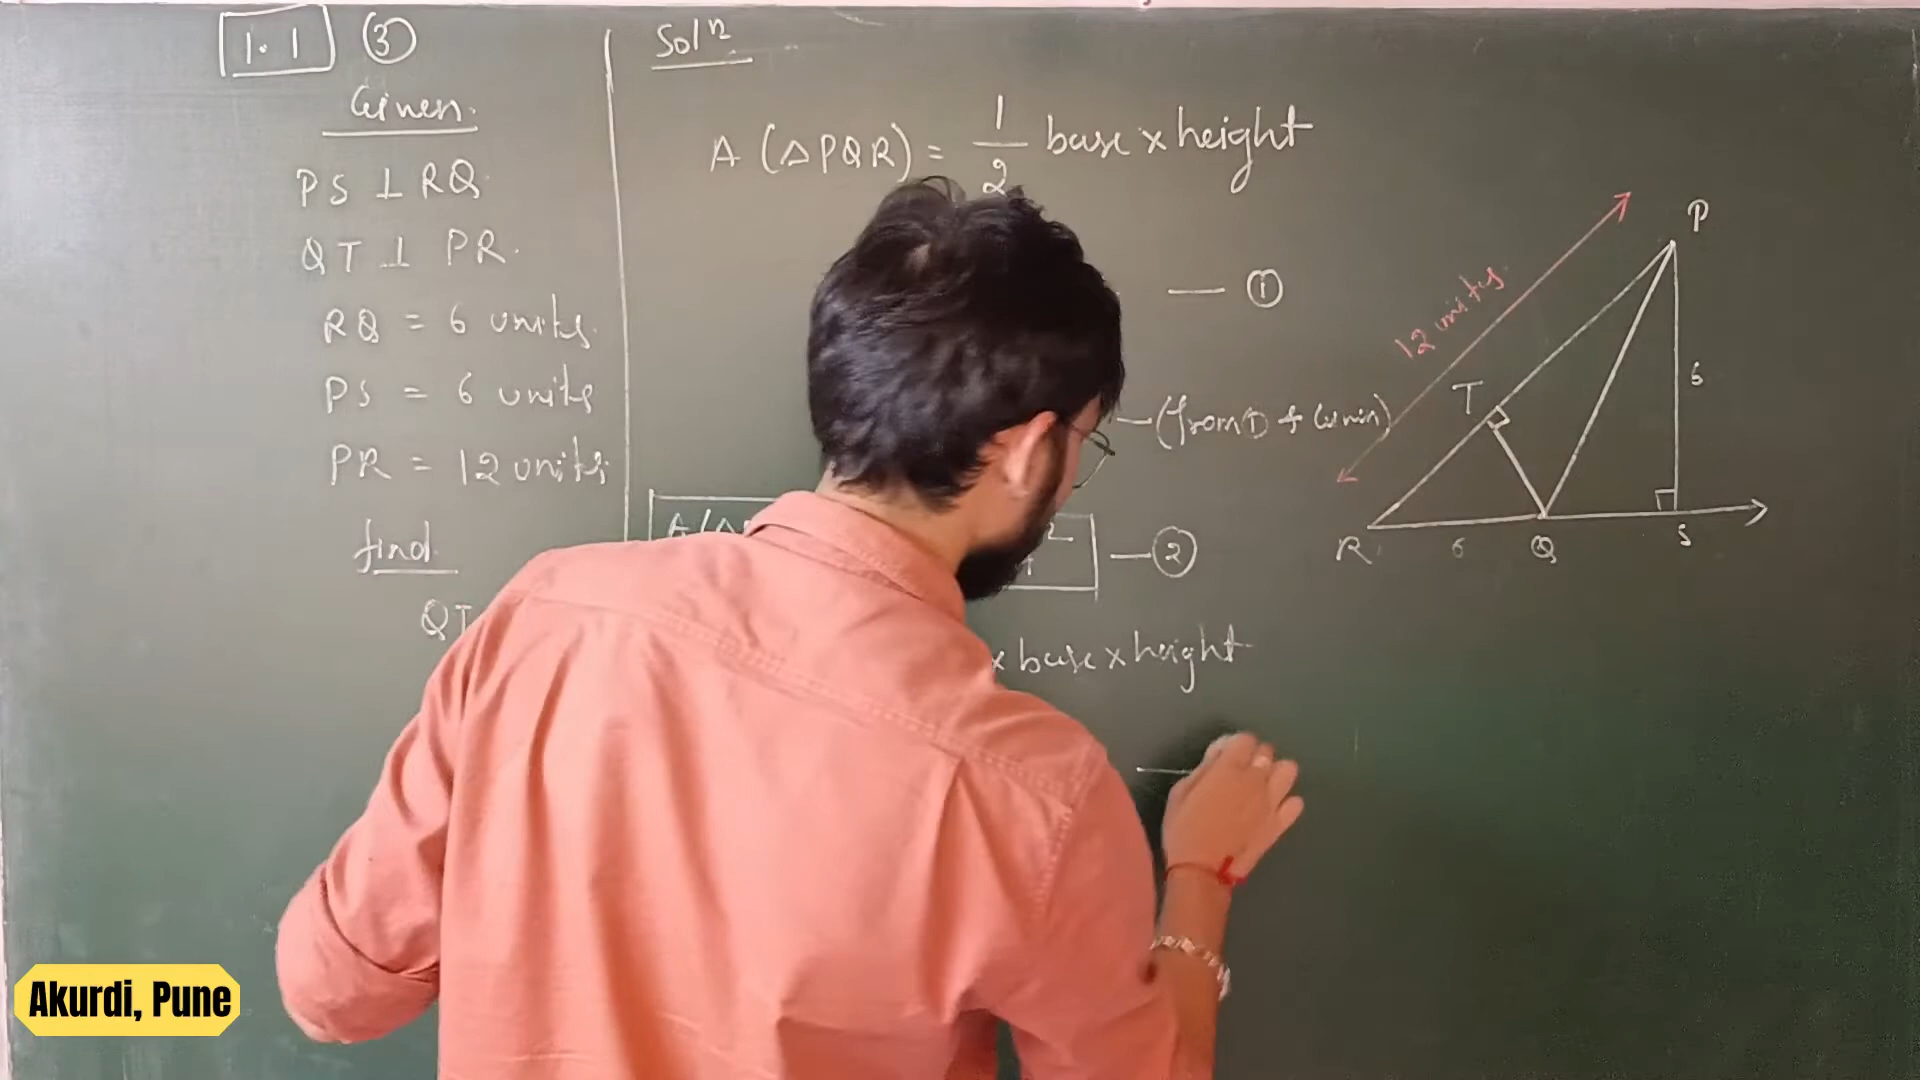 1.1 ③
Given.
PS ⊥ RQ.
QT ⊥ PR.
RQ = 6 units.
PS = 6 units
PR = 12 units
find.
QT
Solⁿ
A (△PQR) = 1/2 base x height
— ①
— (from ① + Given)
A (△
— ②
x base x height
12 units
P
T
6
R 6 Q S
Akurdi, Pune